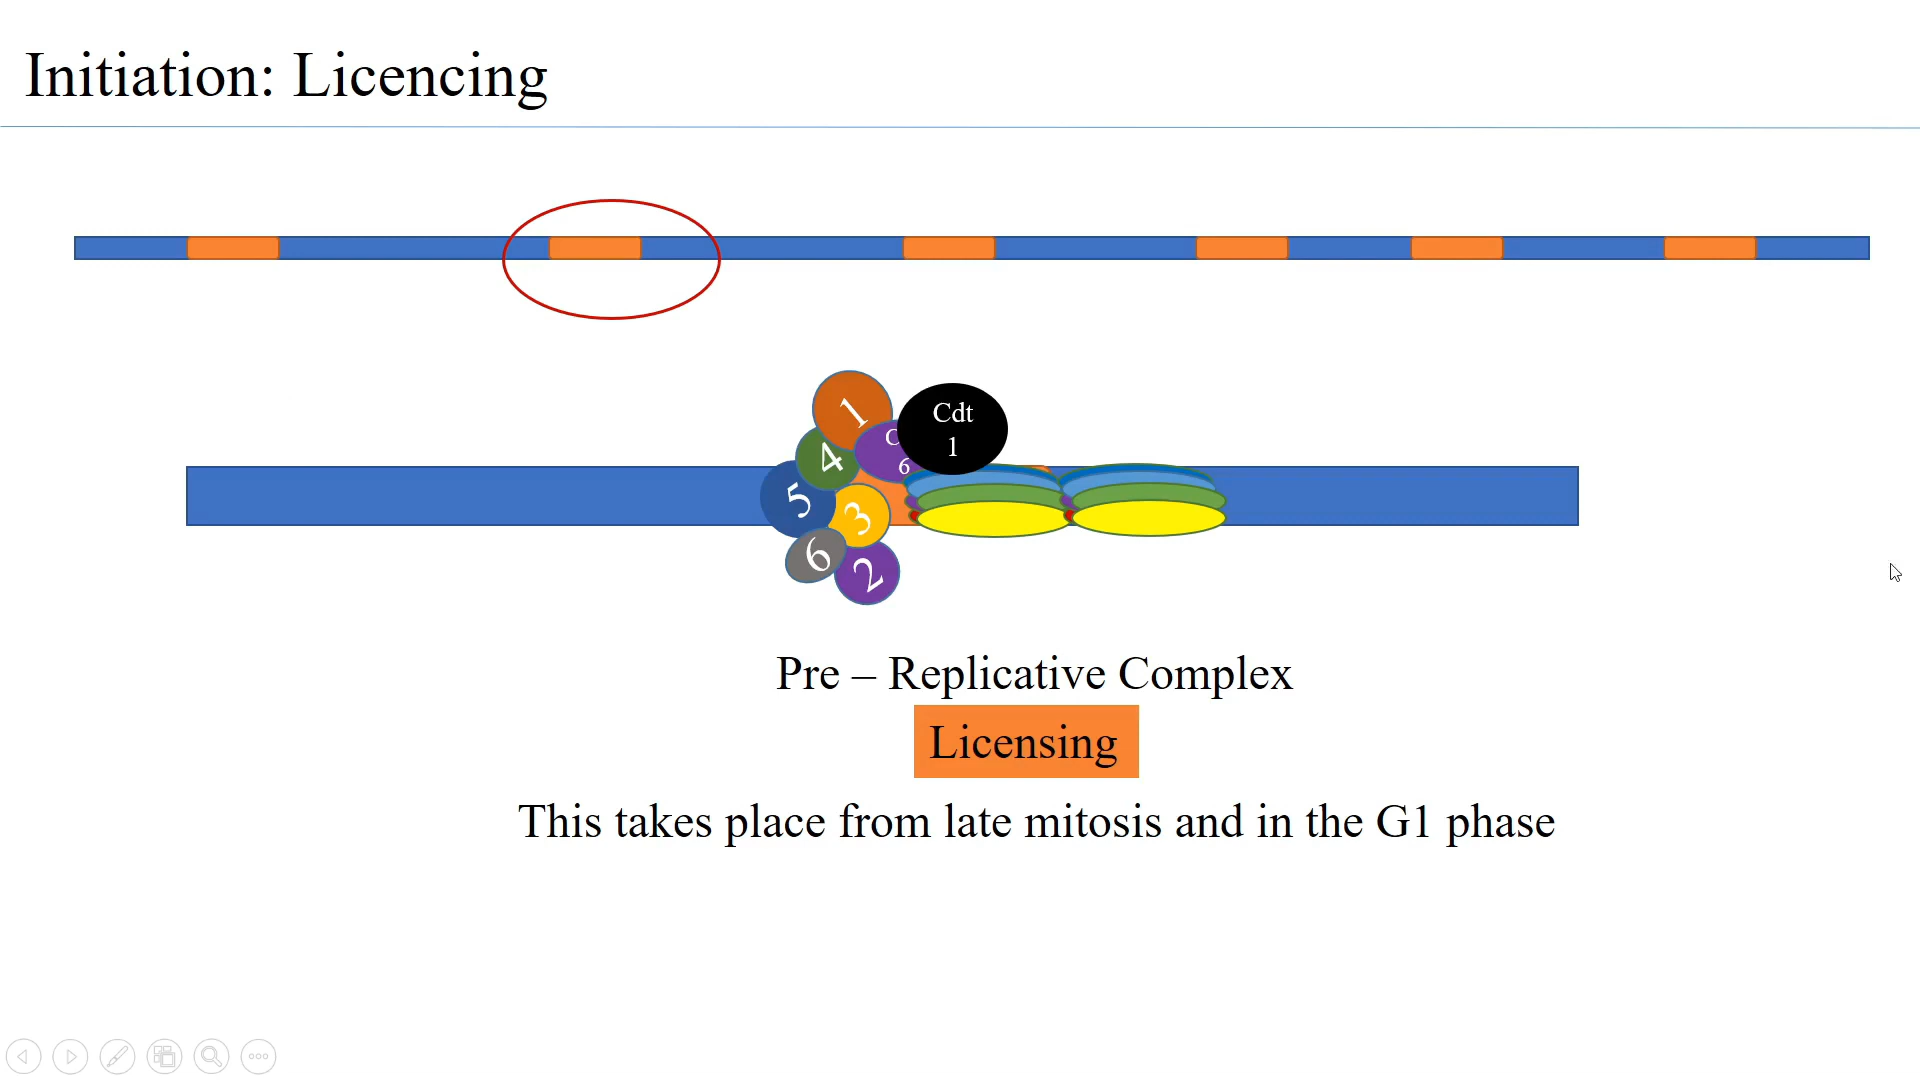 Initiation: Licencing
1
Cdt
1
C
6
4
5
3
6
2
Pre – Replicative Complex
Licensing
This takes place from late mitosis and in the G1 phase